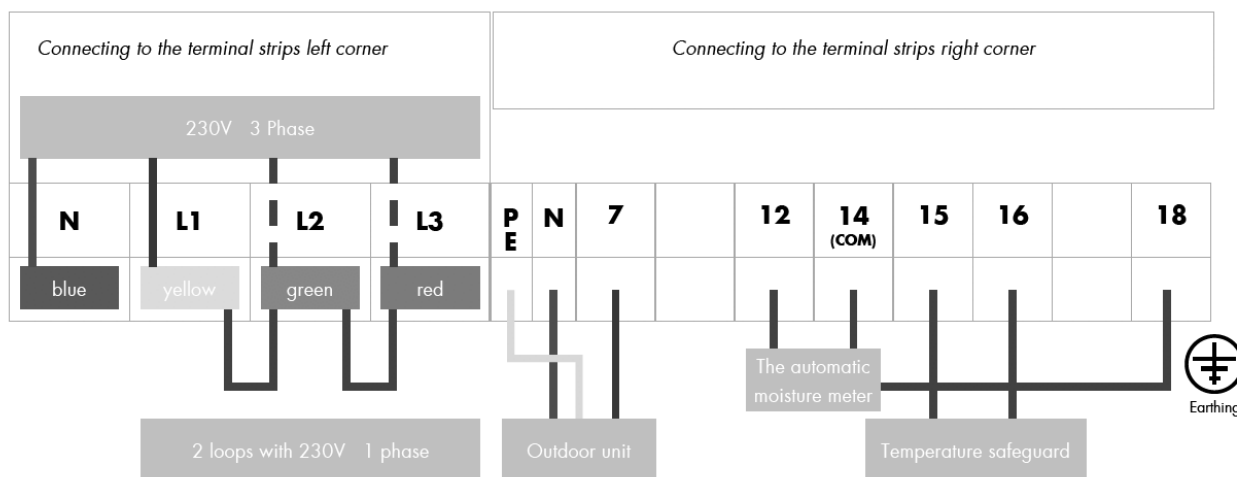 Connecting to the terminal strips left corner
Connecting to the terminal strips right corner
230V 3 Phase
N L1 L2 L3 PE N 7 12 14 15 16 18
(COM)
blue yellow green red
The automatic
moisture meter
Earthing
2 loops with 230V 1 phase
Outdoor unit
Temperature safeguard